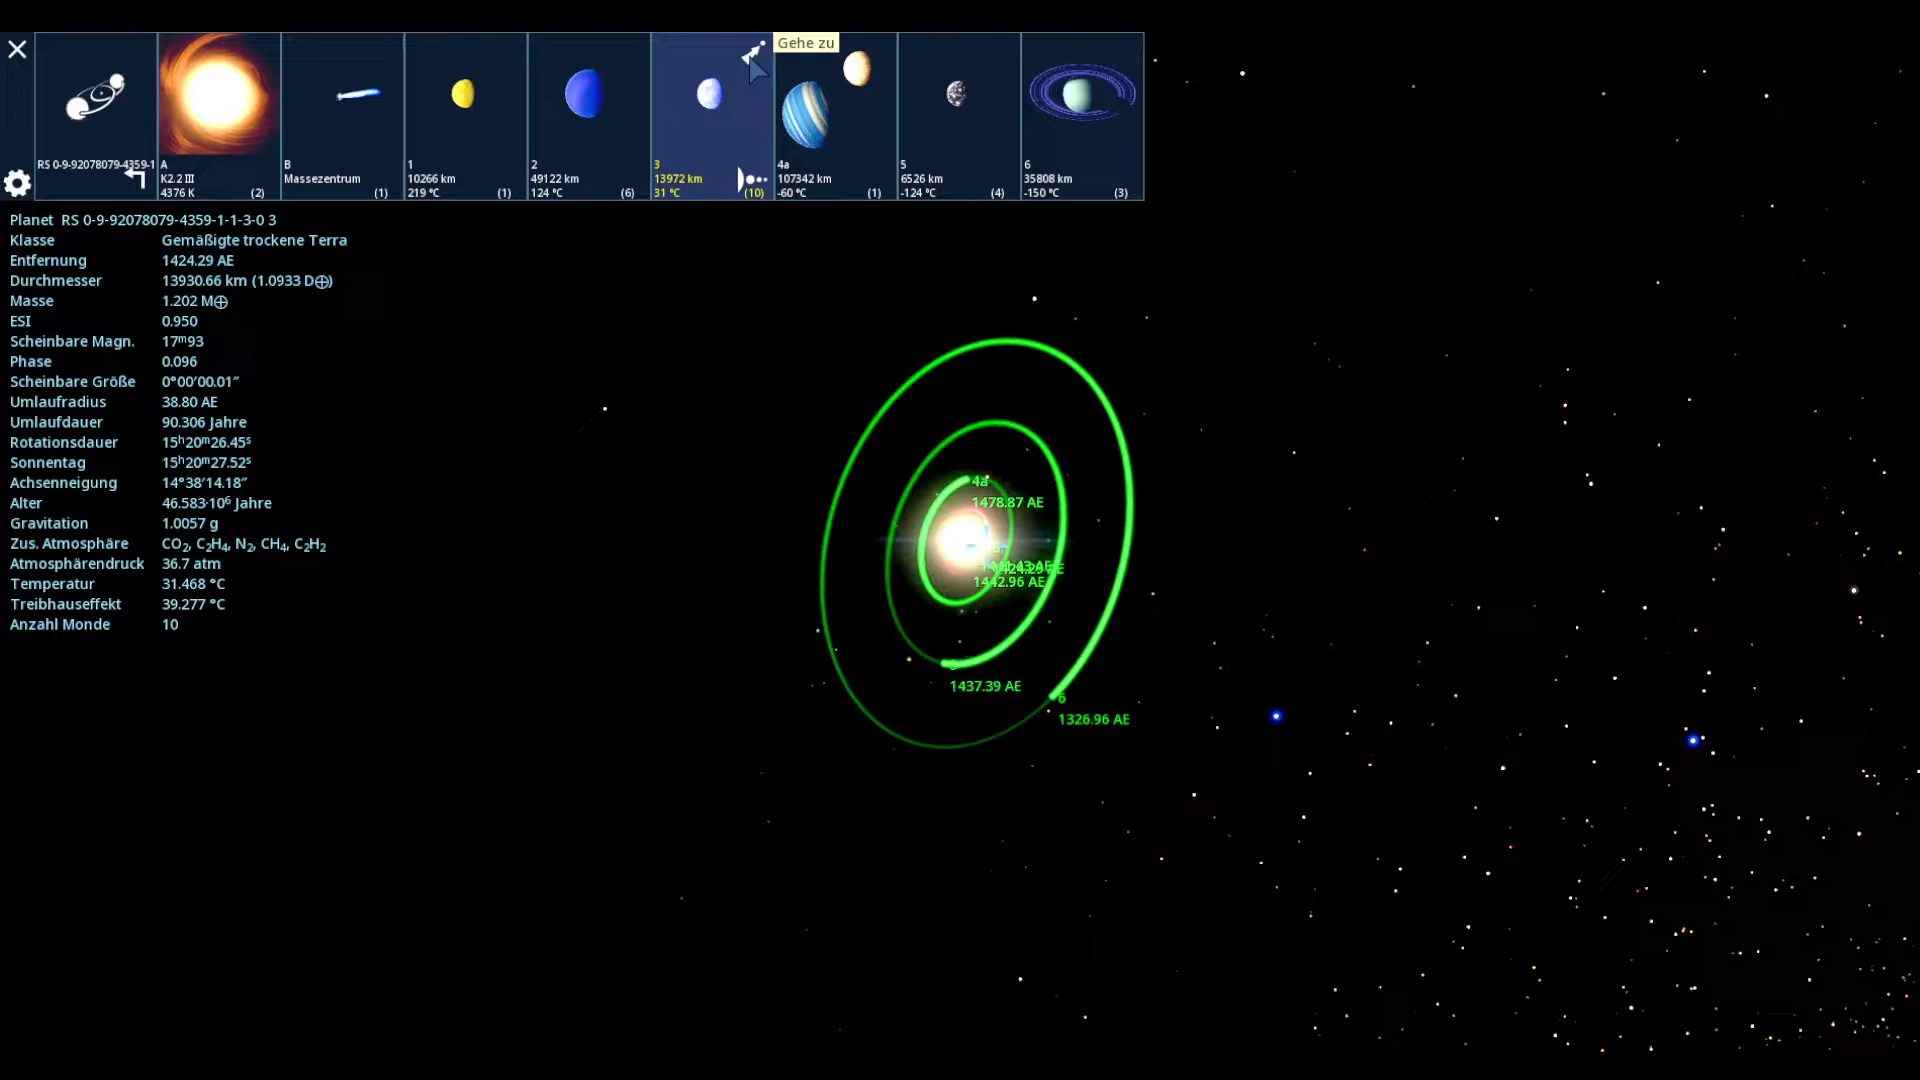 Gehe zu
RS 0-9-92078079-4359-1
A
K2.2 III
4376 K (2)
B
Massezentrum
(1)
1
10266 km
219 °C (1)
2
49122 km
124 °C (6)
3
13972 km
31 °C (10)
4a
107342 km
-60 °C (1)
5
6526 km
-124 °C (4)
6
35808 km
-150 °C (3)
Planet RS 0-9-92078079-4359-1-1-3-0 3
Klasse Gemäßigte trockene Terra
Entfernung 1424.29 AE
Durchmesser 13930.66 km (1.0933 D⊕)
Masse 1.202 M⊕
ESI 0.950
Scheinbare Magn. 17ᵐ93
Phase 0.096
Scheinbare Größe 0°00′00.01″
Umlaufradius 38.80 AE
Umlaufdauer 90.306 Jahre
Rotationsdauer 15ʰ20ᵐ26.45ˢ
Sonnentag 15ʰ20ᵐ27.52ˢ
Achsenneigung 14°38′14.18″
Alter 46.583·10⁶ Jahre
Gravitation 1.0057 g
Zus. Atmosphäre CO₂, C₂H₄, N₂, CH₄, C₂H₂
Atmosphärendruck 36.7 atm
Temperatur 31.468 °C
Treibhauseffekt 39.277 °C
Anzahl Monde 10
4a
1478.87 AE
1442.96 AE
1437.39 AE
6
1326.96 AE